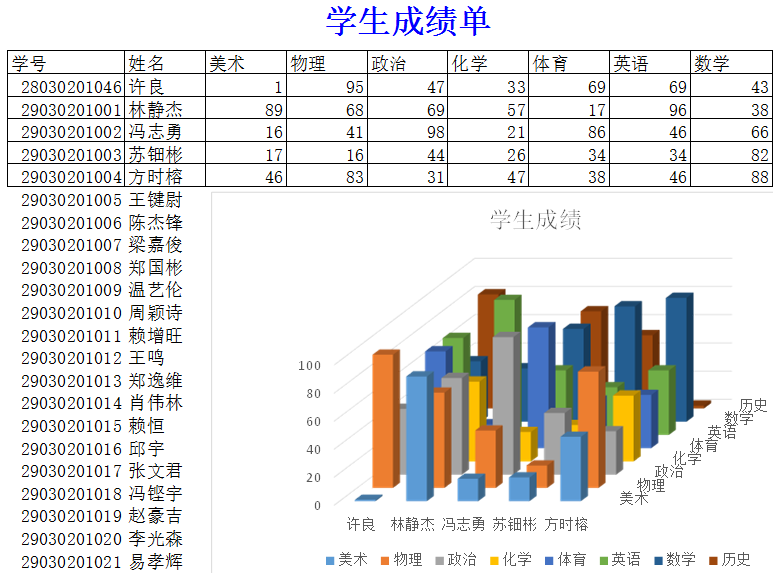 学生成绩单
学号 姓名 美术 物理 政治 化学 体育 英语 数学
28030201046 许良 1 95 47 33 69 69 43
29030201001 林静杰 89 68 69 57 17 96 38
29030201002 冯志勇 16 41 98 21 86 46 66
29030201003 苏钿彬 17 16 44 26 34 34 82
29030201004 方时榕 46 83 31 47 38 46 88
29030201005 王键尉
29030201006 陈杰锋
29030201007 梁嘉俊
29030201008 郑国彬
29030201009 温艺伦
29030201010 周颖诗
29030201011 赖增旺
29030201012 王鸣
29030201013 郑逸维
29030201014 肖伟林
29030201015 赖恒
29030201016 邱宇
29030201017 张文君
29030201018 冯铿宇
29030201019 赵豪吉
29030201020 李光森
29030201021 易孝辉
学生成绩
100
80
60
40
20
0
许良 林静杰 冯志勇 苏钿彬 方时榕
历史
数学
英语
体育
化学
政治
物理
美术
美术 物理 政治 化学 体育 英语 数学 历史